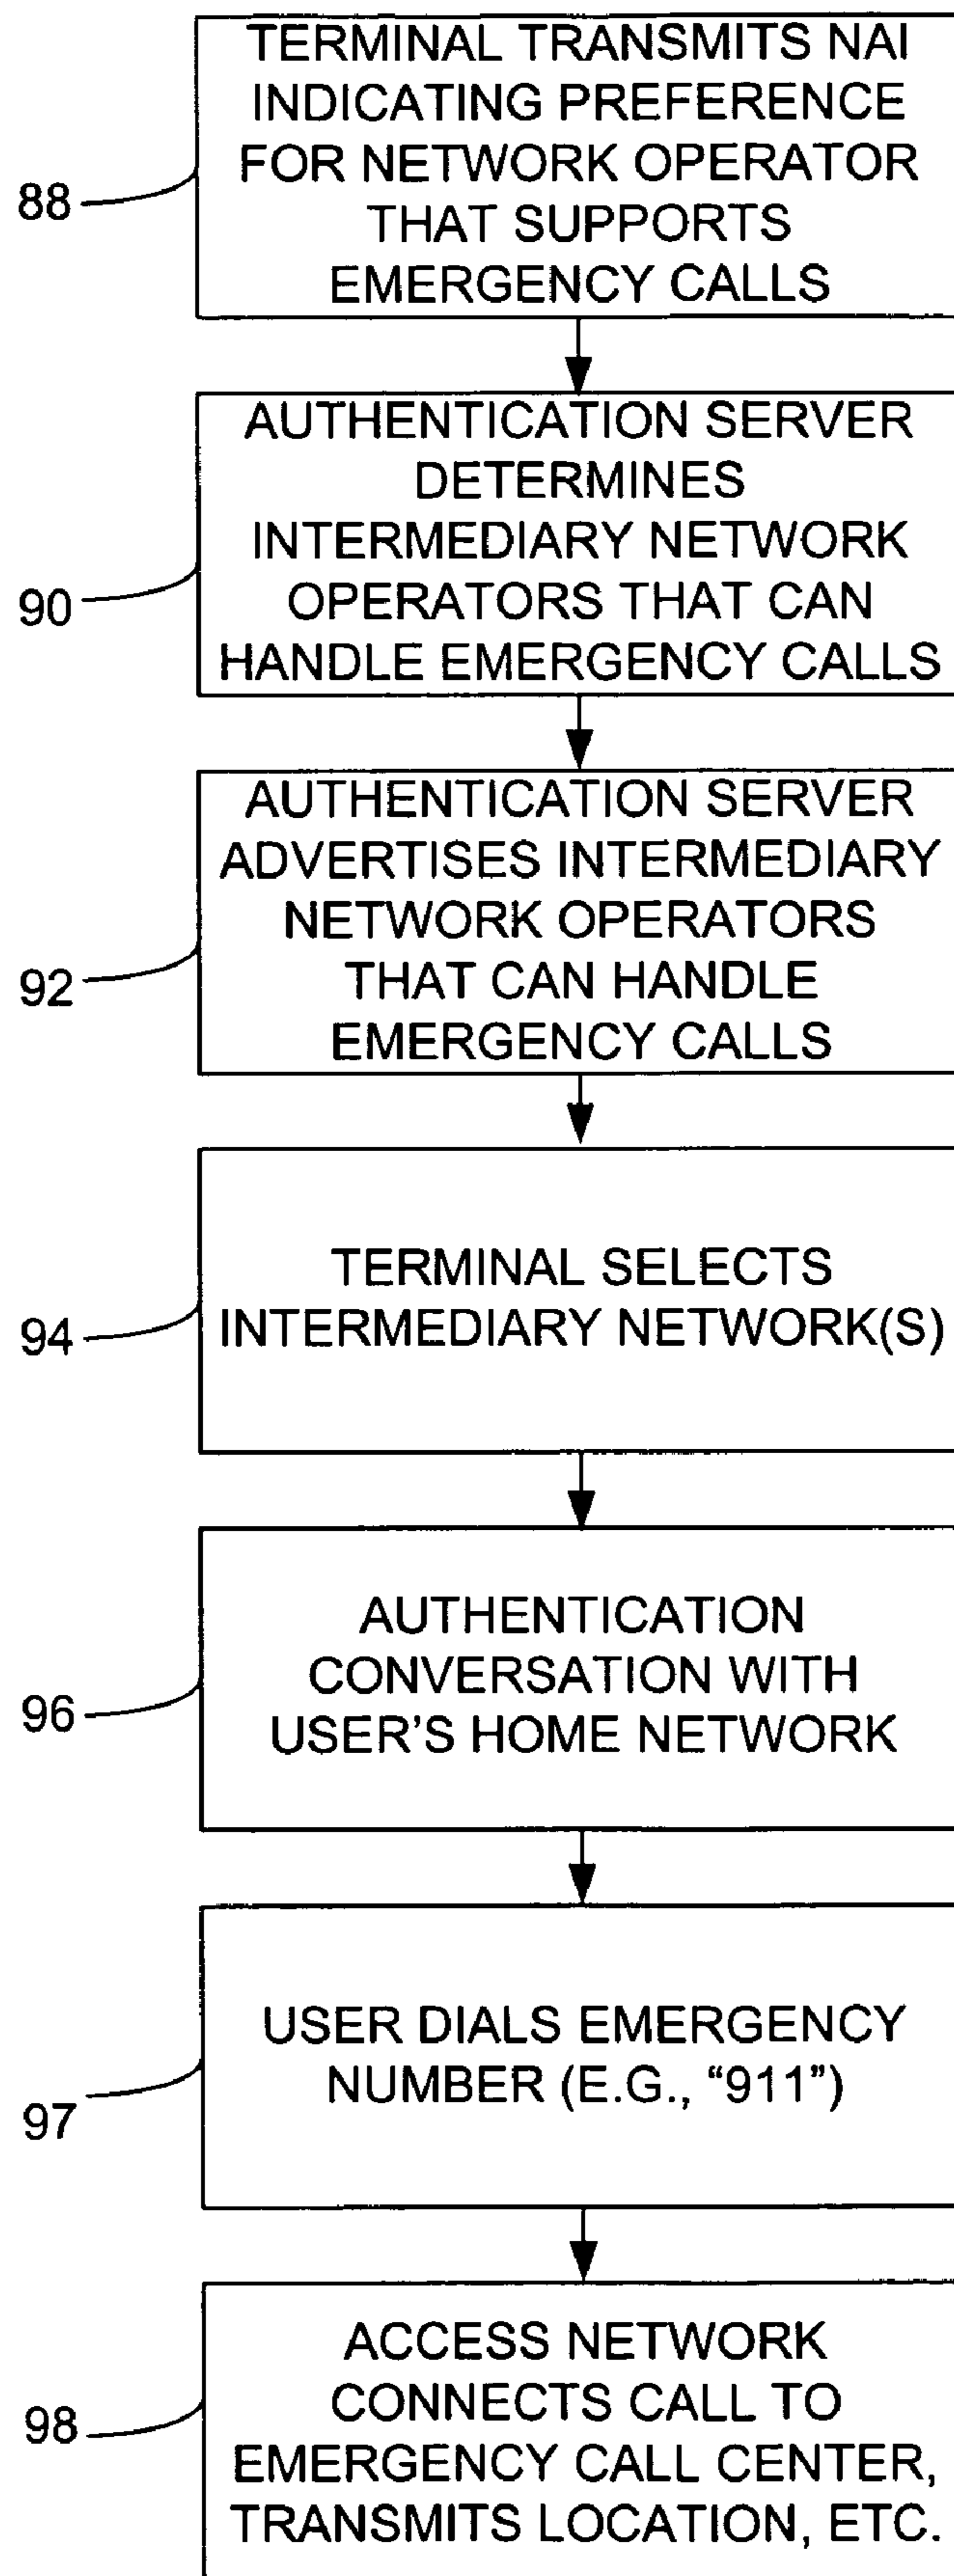 TERMINAL TRANSMITS NAI
INDICATING PREFERENCE
FOR NETWORK OPERATOR
THAT SUPPORTS
EMERGENCY CALLS
88
AUTHENTICATION SERVER
DETERMINES
INTERMEDIARY NETWORK
OPERATORS THAT CAN
HANDLE EMERGENCY CALLS
90
AUTHENTICATION SERVER
ADVERTISES INTERMEDIARY
NETWORK OPERATORS
THAT CAN HANDLE
EMERGENCY CALLS
92
TERMINAL SELECTS
INTERMEDIARY NETWORK(S)
94
AUTHENTICATION
CONVERSATION WITH
USER'S HOME NETWORK
96
USER DIALS EMERGENCY
NUMBER (E.G., “911”)
97
ACCESS NETWORK
CONNECTS CALL TO
EMERGENCY CALL CENTER,
TRANSMITS LOCATION, ETC.
98